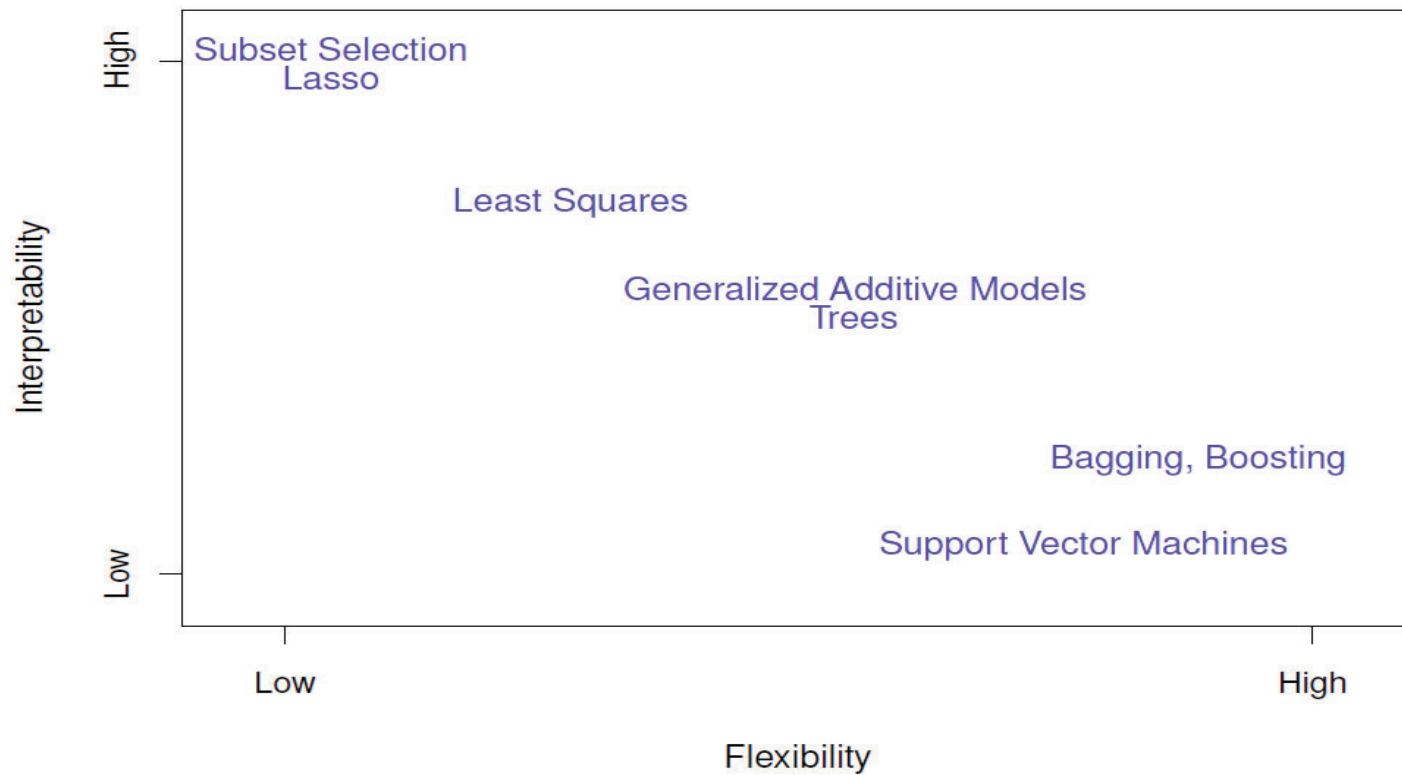 High
Subset Selection
Lasso
Least Squares
Interpretability
Generalized Additive Models
Trees
Bagging, Boosting
Support Vector Machines
Low
Low
High
Flexibility